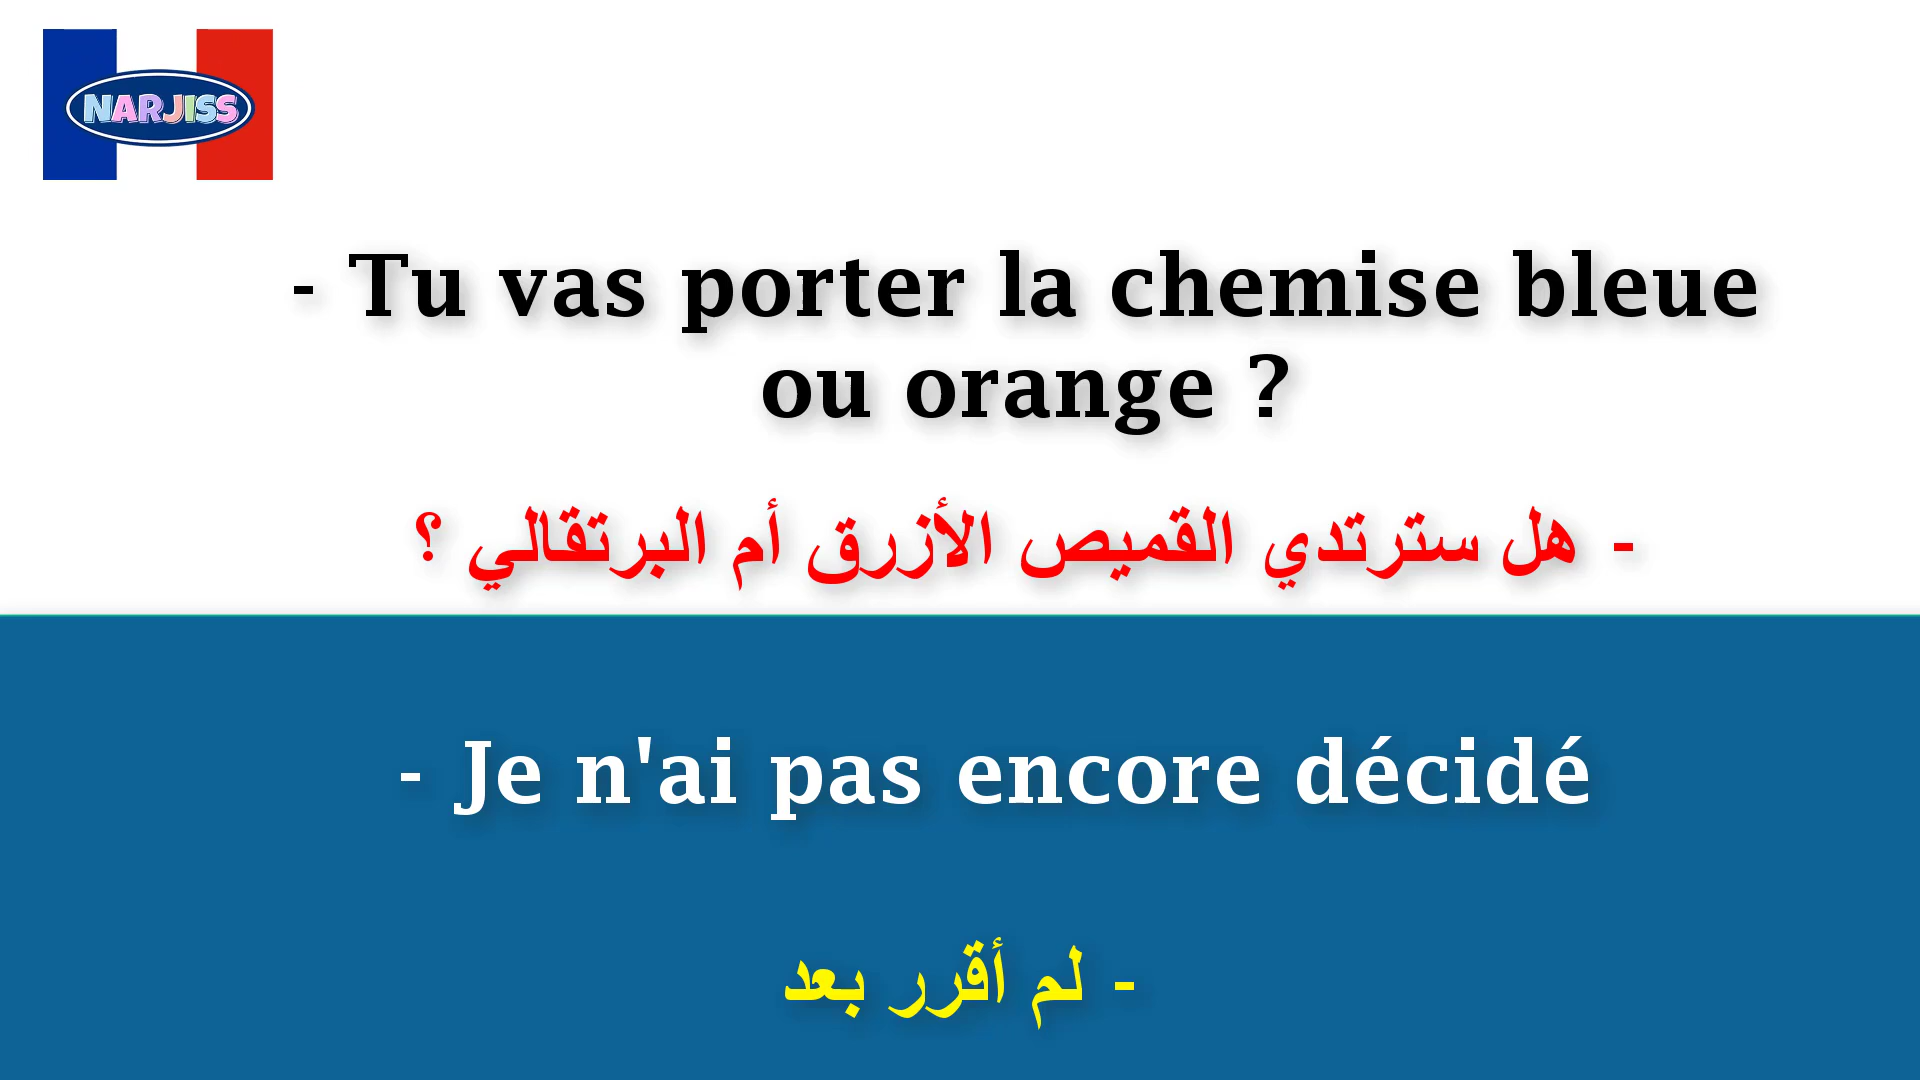 NARJISS
- Tu vas porter la chemise bleue
ou orange ?
- هل سترتدي القميص الأزرق أم البرتقالي ؟
- Je n'ai pas encore décidé
- لم أقرر بعد